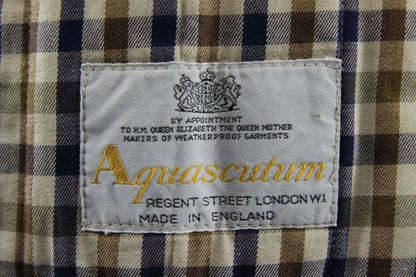 BY APPOINTMENT
TO H.M. QUEEN ELIZABETH THE QUEEN MOTHER
MAKERS OF WEATHERPROOF GARMENTS
Aquascutum
REGENT STREET LONDON W.1.
MADE IN ENGLAND